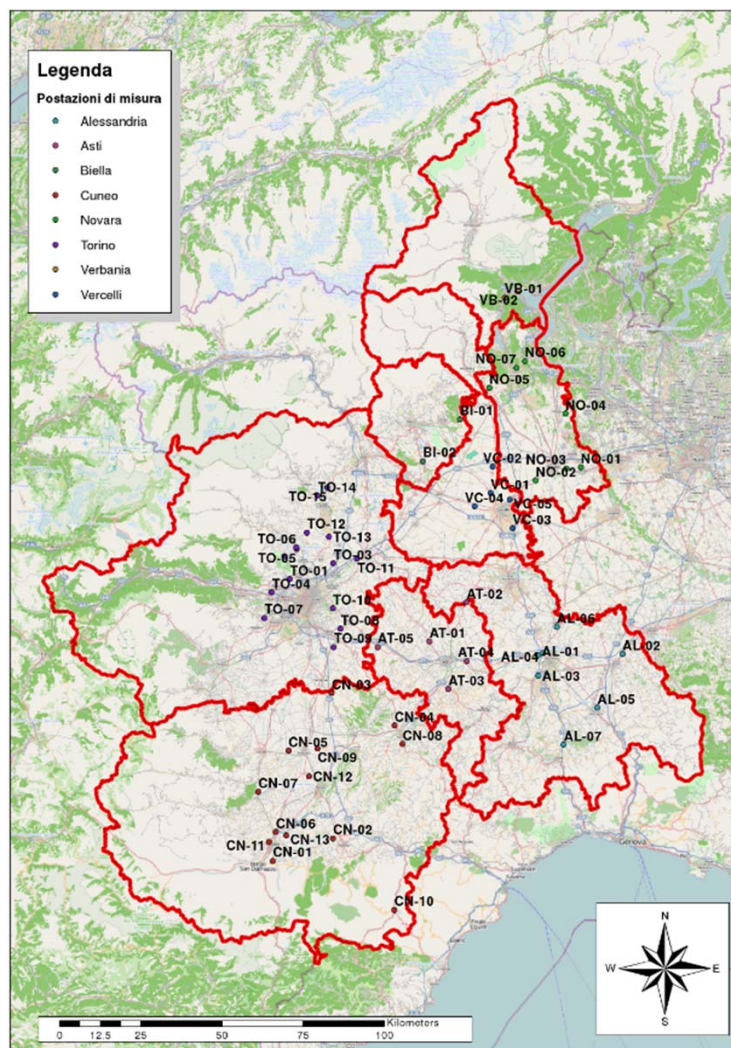 Legenda
Postazioni di misura
Alessandria
Asti
Biella
Cuneo
Novara
Torino
Verbania
Vercelli
VB-01
VB-02
NO-07
NO-06
NO-05
BI-01
NO-04
BI-02
VC-02
NO-03
NO-01
NO-02
TO-14
TO-15
VC-01
VC-04
VC-05
VC-03
TO-12
TO-06
TO-13
TO-05
TO-03
TO-11
TO-01
TO-04
AT-02
TO-10
TO-07
TO-08
AL-06
TO-09
AT-05
AT-01
AL-04
AL-01
AL-02
AT-04
AL-03
CN-03
AT-03
AL-05
CN-04
CN-08
CN-05
CN-09
AL-07
CN-12
CN-07
CN-06
CN-13
CN-02
CN-11
CN-01
Genova
Borgo
San Dalmazzo
CN-10
Savona
N
W
E
S
Kilometers
0
12.5
25
50
75
100